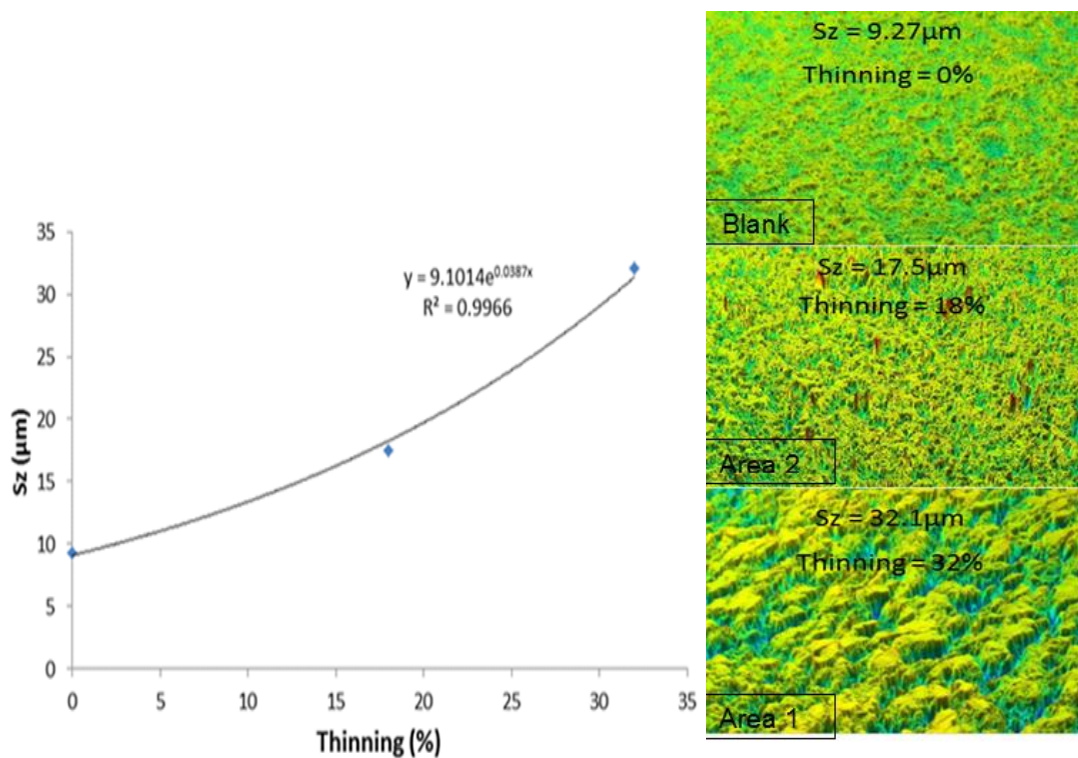 35
30
25
20
15
10
5
0
Sz (µm)
y = 9.1014e^0.0387x
R² = 0.9966
0 5 10 15 20 25 30 35
Thinning (%)
Sz = 9.27µm
Thinning = 0%
Blank
Sz = 17.5µm
Thinning = 18%
Area 2
Sz = 32.1µm
Thinning = 32%
Area 1